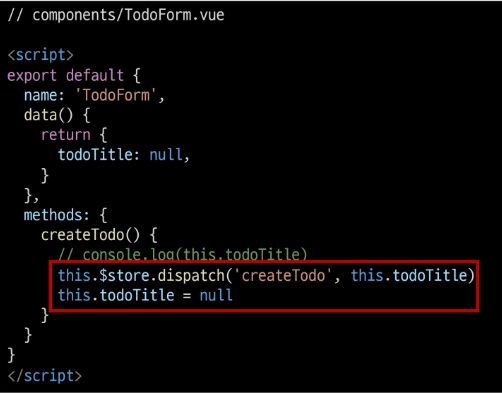 // components/TodoForm.vue
<script>
export default {
name: 'TodoForm',
data() {
return {
todoTitle: null,
}
},
methods: {
createTodo() {
// console.log(this.todoTitle)
this.$store.dispatch('createTodo', this.todoTitle)
this.todoTitle = null
}
}
}
</script>